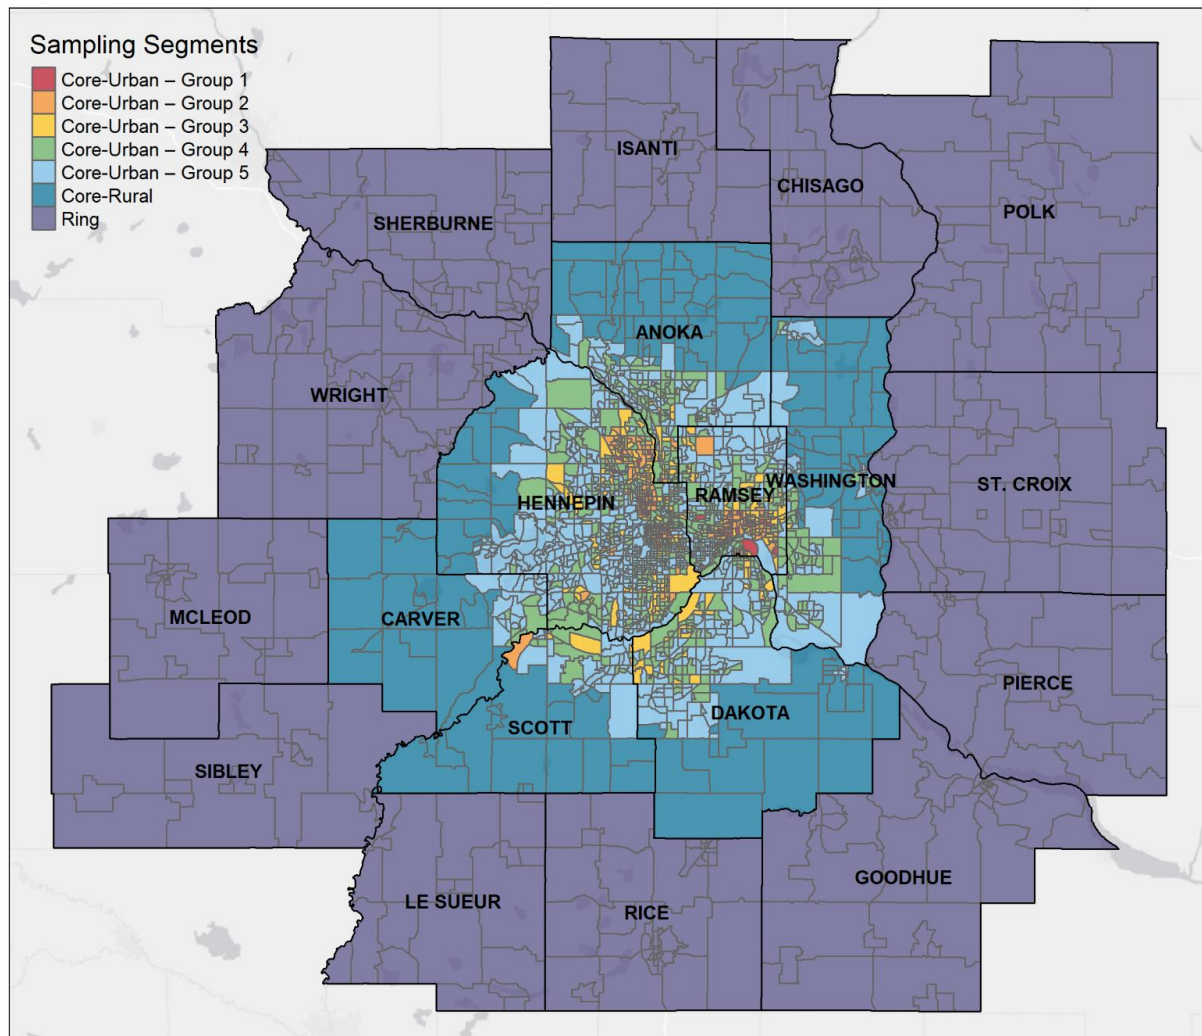 Sampling Segments
Core-Urban – Group 1
Core-Urban – Group 2
Core-Urban – Group 3
Core-Urban – Group 4
Core-Urban – Group 5
Core-Rural
Ring
ISANTI
CHISAGO
POLK
SHERBURNE
ANOKA
WRIGHT
HENNEPIN
RAMSEY
WASHINGTON
ST. CROIX
MCLEOD
CARVER
PIERCE
SCOTT
DAKOTA
SIBLEY
GOODHUE
LE SUEUR
RICE